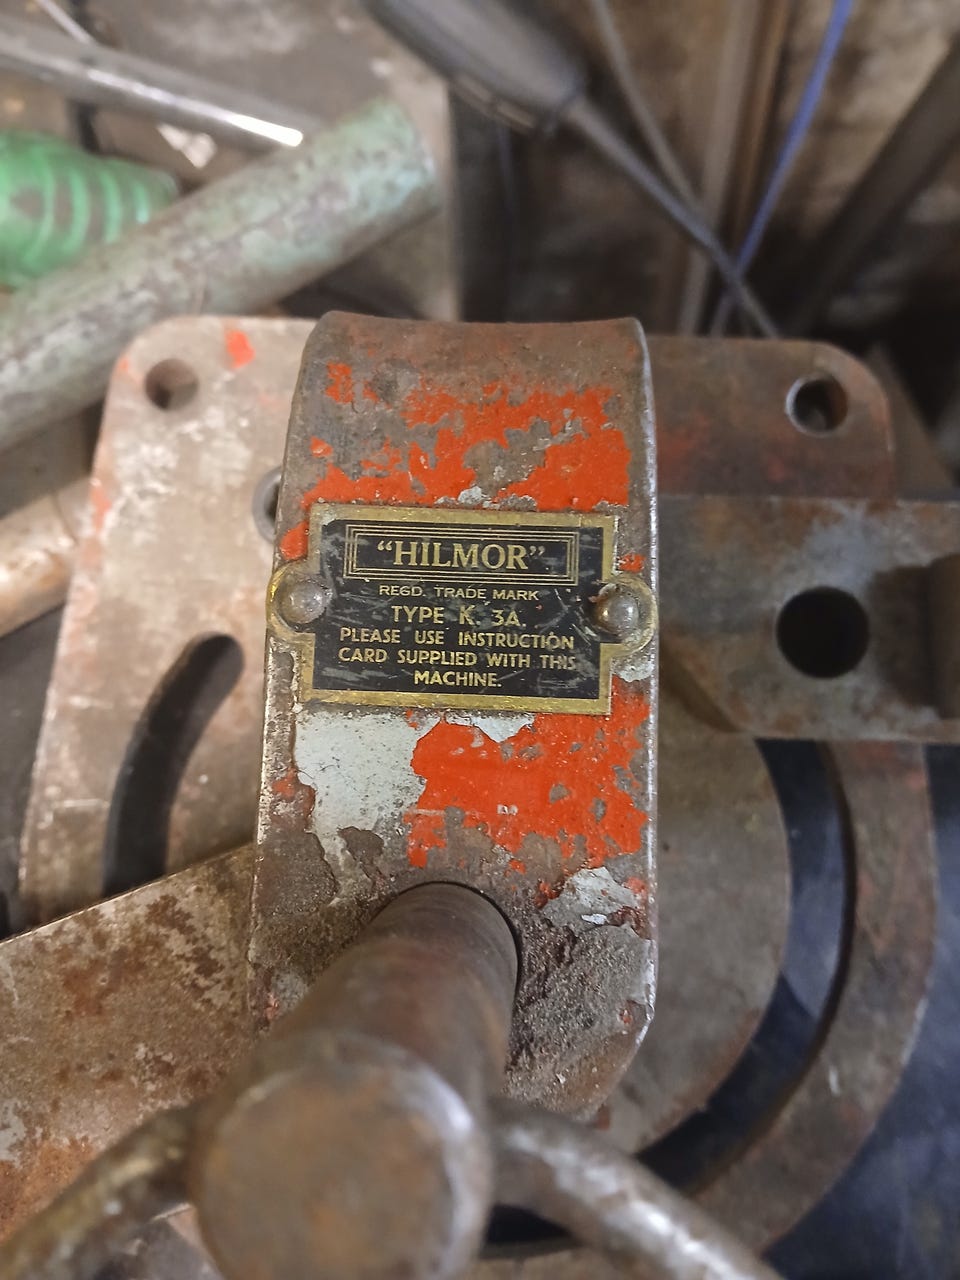 "HILMOR"
REGD. TRADE MARK
TYPE K. 3A.
PLEASE USE INSTRUCTION
CARD SUPPLIED WITH THIS
MACHINE.